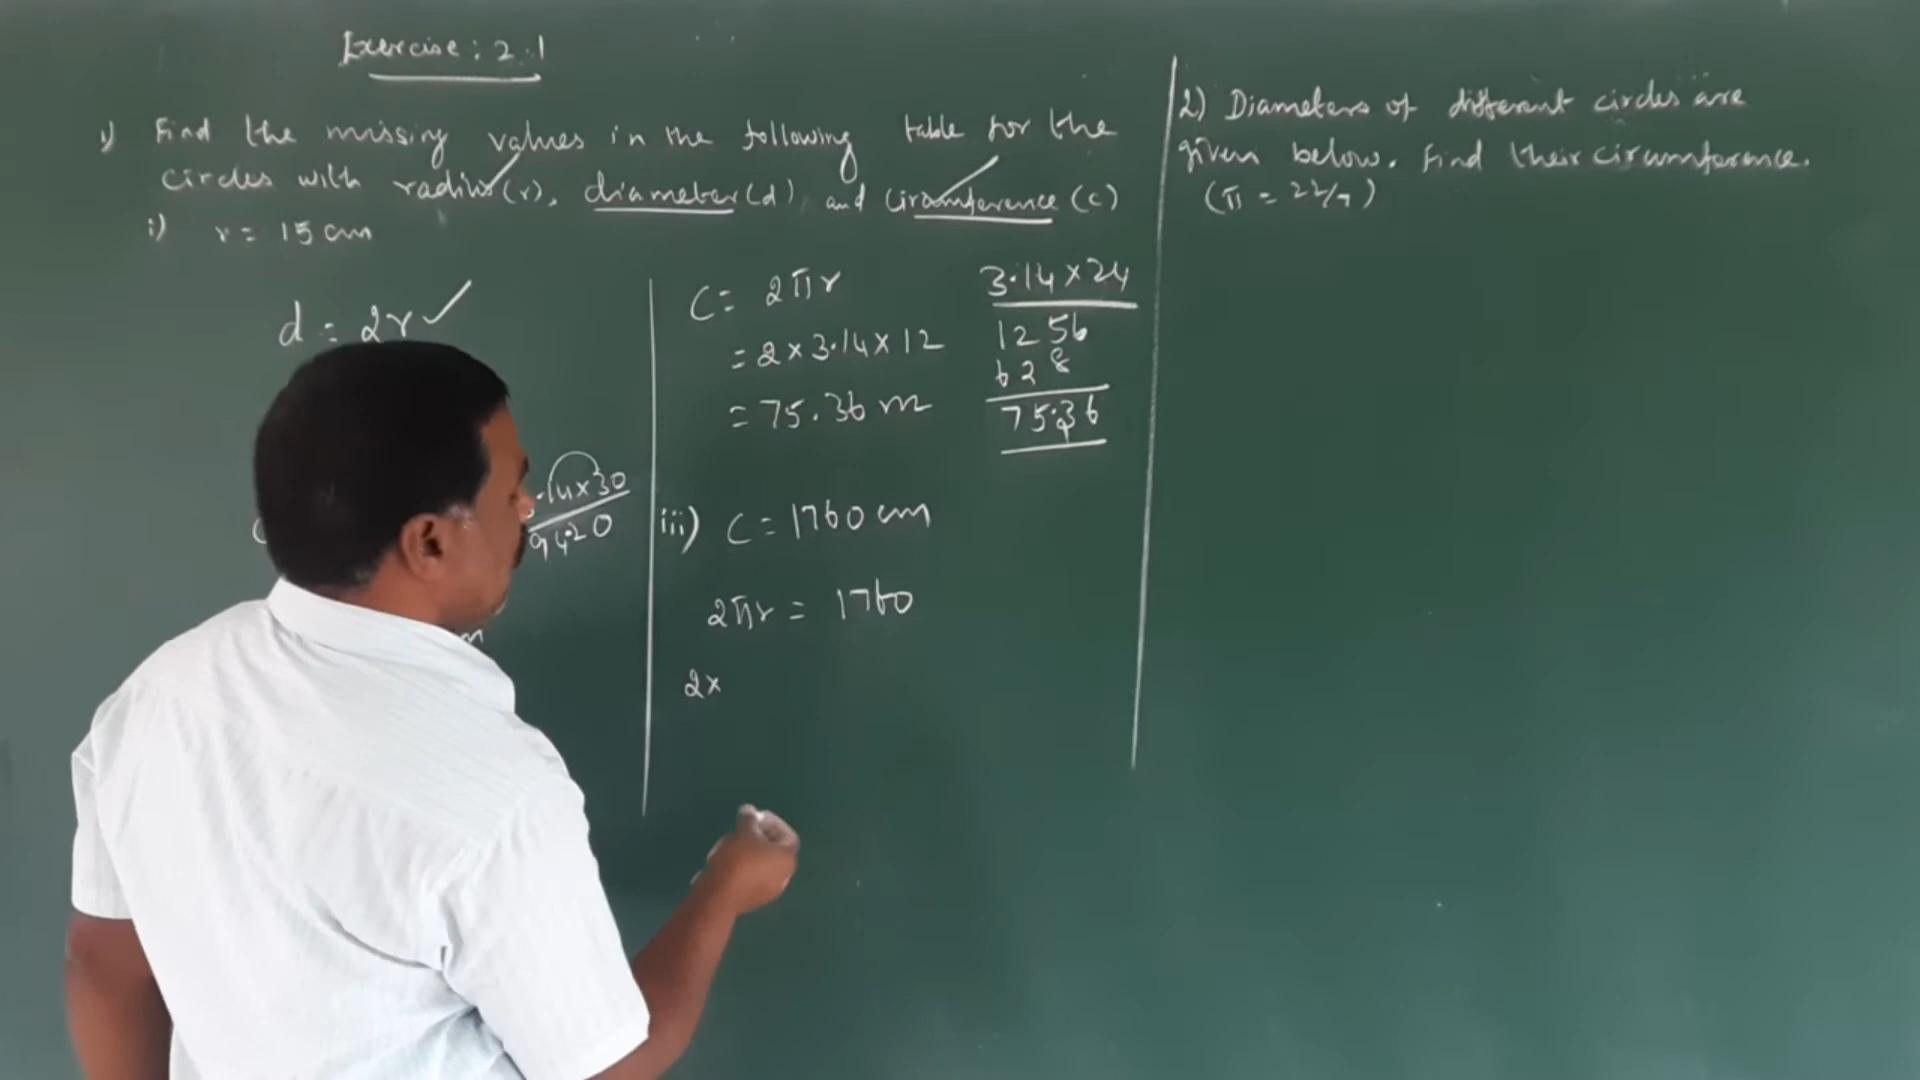 Exercise: 2.1
1) Find the missing values in the following table for the
circles with radius(r), diameter(d) and circumference (c)
i) r = 15 cm
d = 2r
.14×30
94.20
m
C = 2πr
= 2 × 3.14 × 12
= 75.36 m
3.14 × 24
1256
628
75.36
iii) C = 1760 cm
2πr = 1760
2×
2) Diameters of different circles are
given below. Find their circumference.
(π = 22/7)